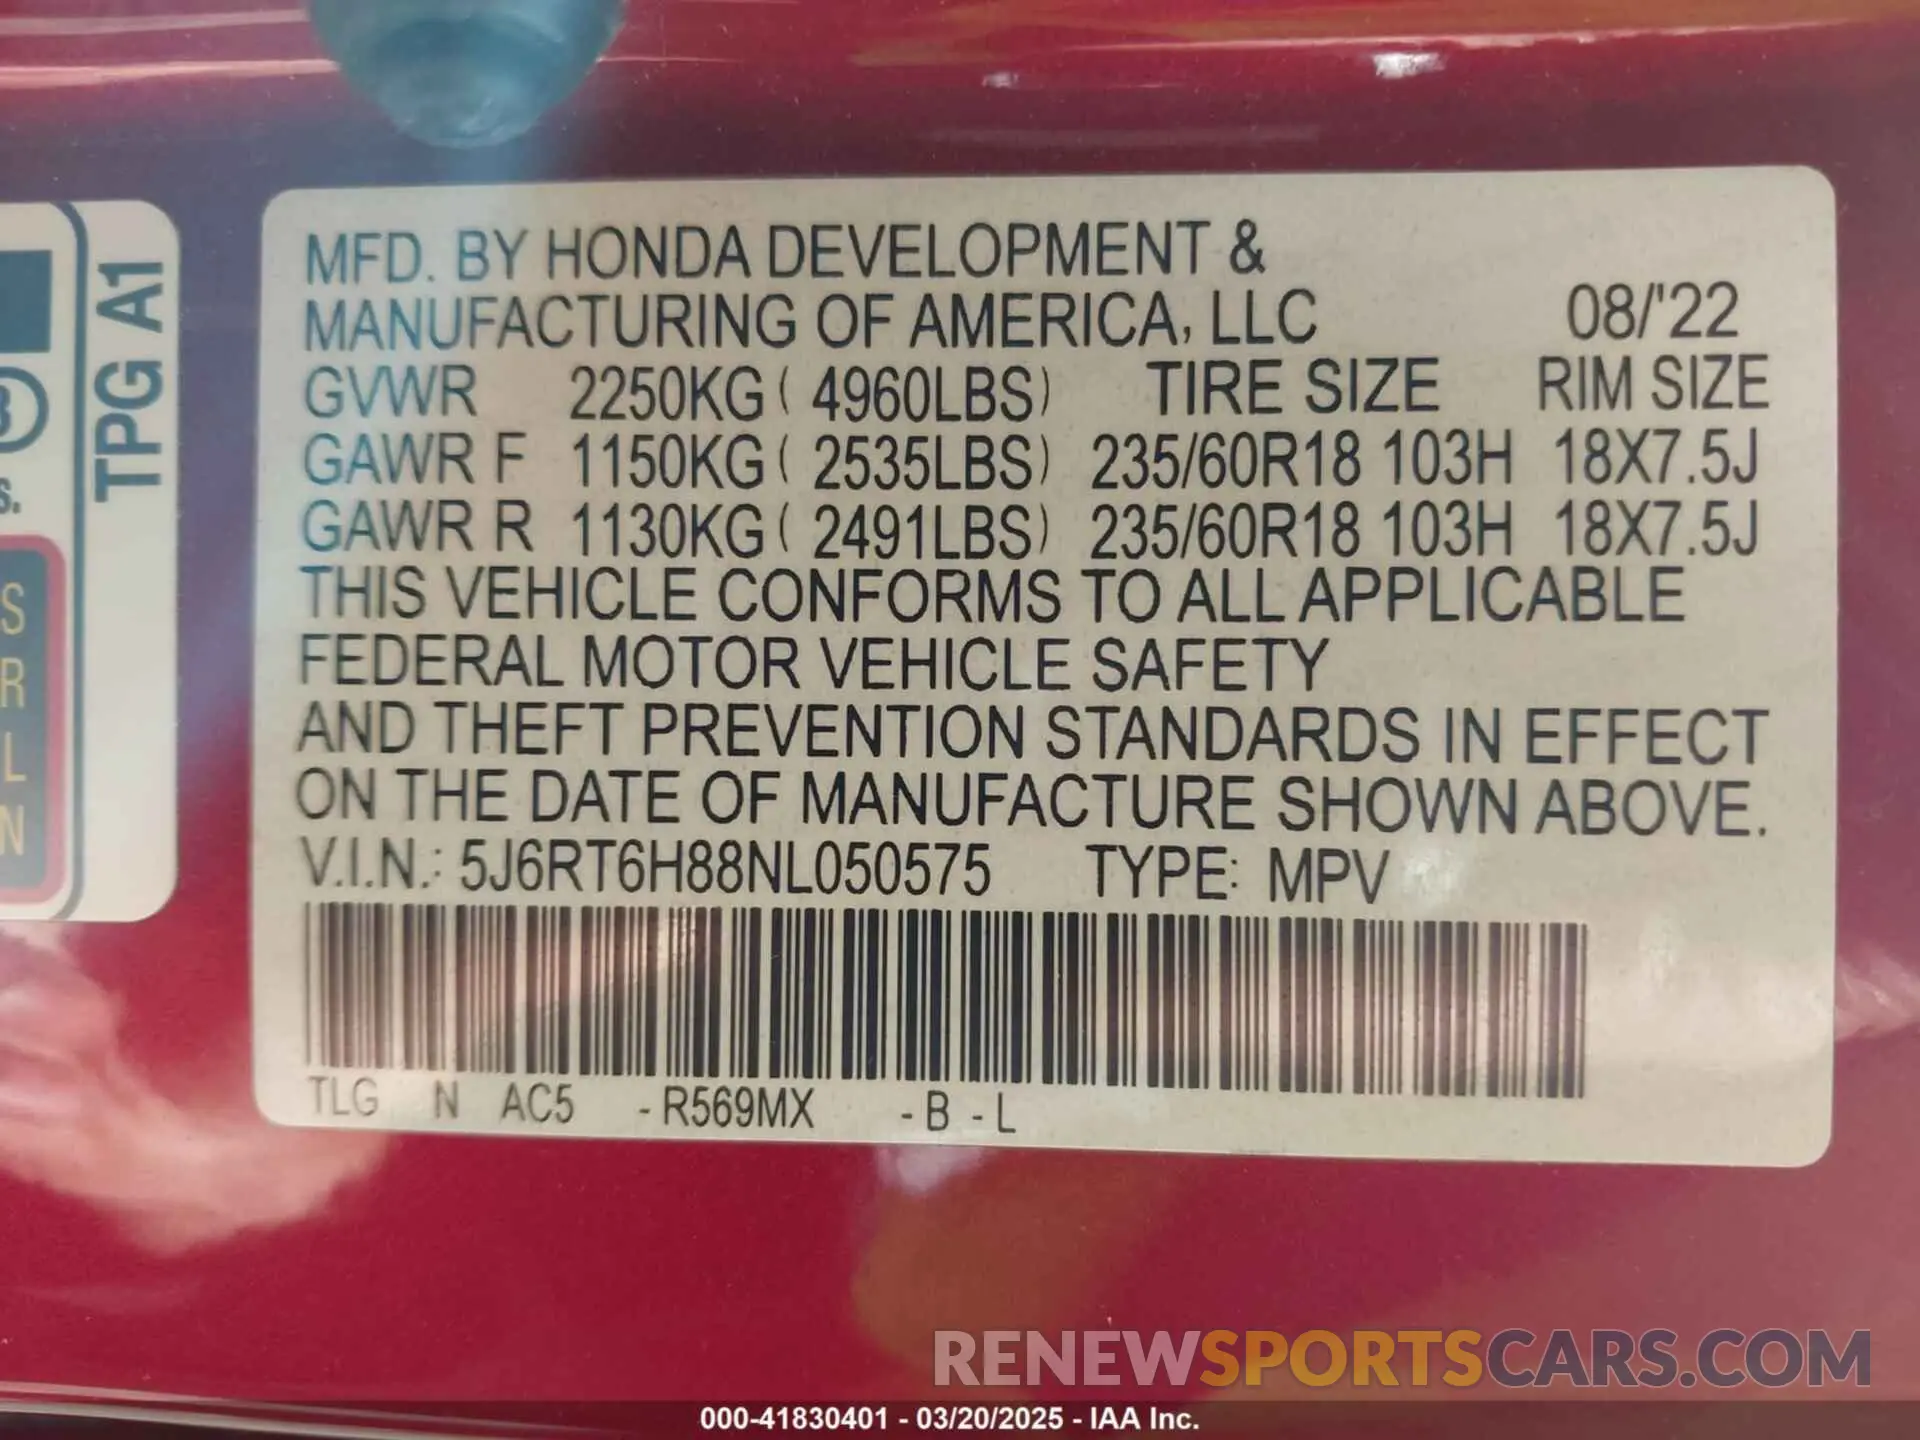 MFD. BY HONDA DEVELOPMENT &
MANUFACTURING OF AMERICA, LLC 08/'22
GVWR 2250KG ( 4960LBS) TIRE SIZE RIM SIZE
GAWR F 1150KG ( 2535LBS) 235/60R18 103H 18X7.5J
GAWR R 1130KG ( 2491LBS) 235/60R18 103H 18X7.5J
THIS VEHICLE CONFORMS TO ALL APPLICABLE
FEDERAL MOTOR VEHICLE SAFETY
AND THEFT PREVENTION STANDARDS IN EFFECT
ON THE DATE OF MANUFACTURE SHOWN ABOVE.
V.I.N.: 5J6RT6H88NL050575 TYPE: MPV
TLG N AC5 -R569MX -B -L
TPG A1
s.
S
R
L
N
RENEWSPORTSCARS.COM
000-41830401 - 03/20/2025 - IAA Inc.